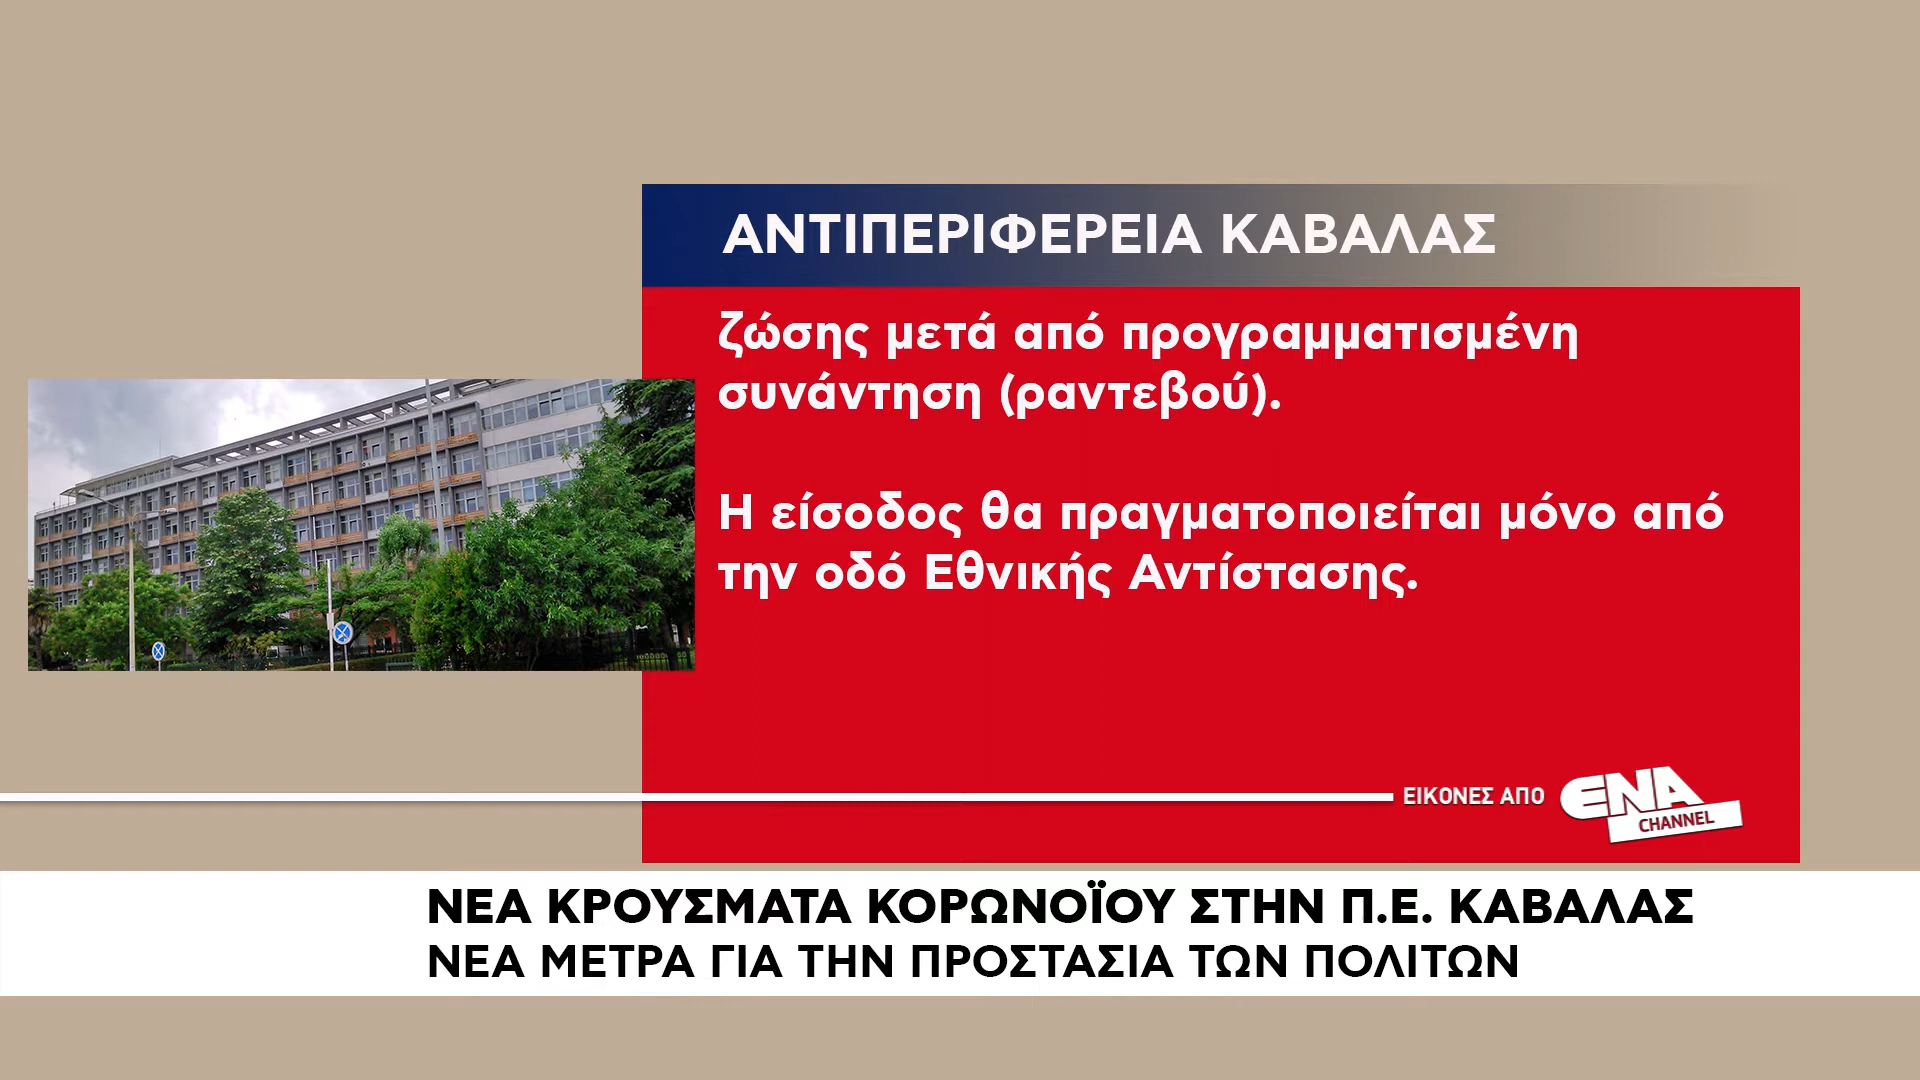 ΑΝΤΙΠΕΡΙΦΕΡΕΙΑ ΚΑΒΑΛΑΣ
ζώσης μετά από προγραμματισμένη
συνάντηση (ραντεβού).
Η είσοδος θα πραγματοποιείται μόνο από
την οδό Εθνικής Αντίστασης.
ΕΙΚΟΝΕΣ ΑΠΟ
ENA
CHANNEL
ΝΕΑ ΚΡΟΥΣΜΑΤΑ ΚΟΡΩΝΟΪΟΥ ΣΤΗΝ Π.Ε. ΚΑΒΑΛΑΣ
ΝΕΑ ΜΕΤΡΑ ΓΙΑ ΤΗΝ ΠΡΟΣΤΑΣΙΑ ΤΩΝ ΠΟΛΙΤΩΝ